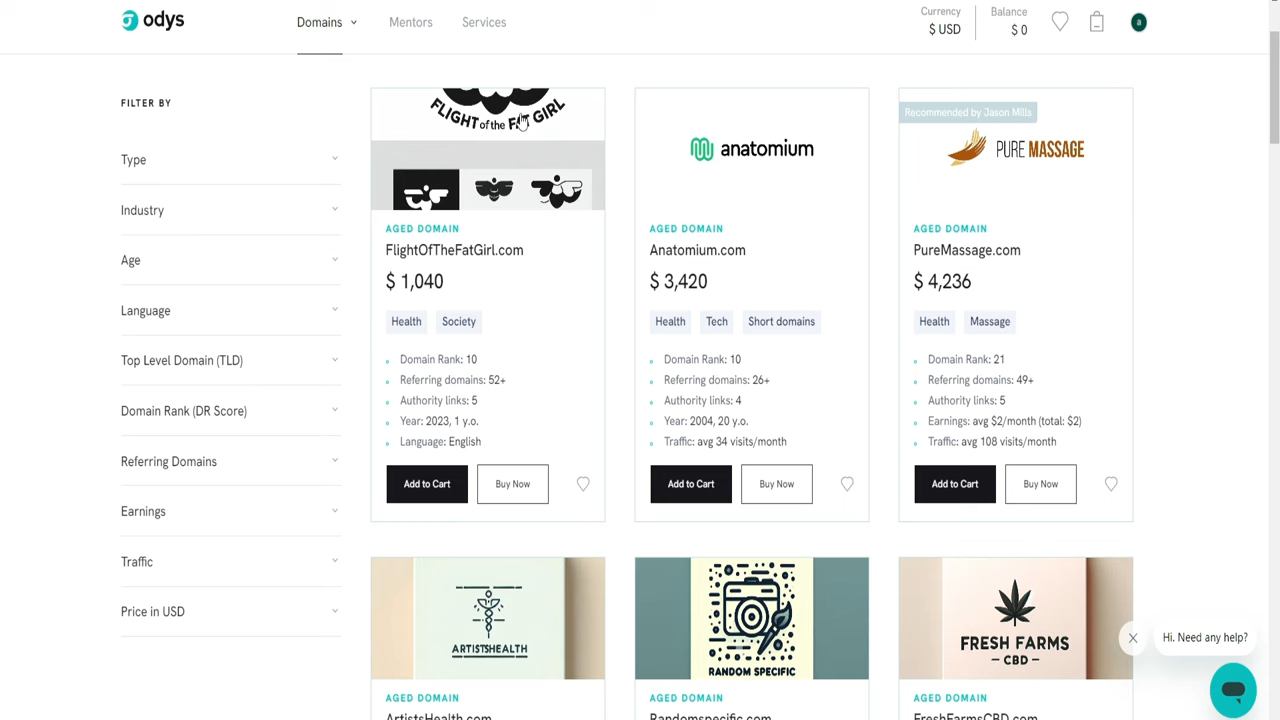 odys
Domains
Mentors
Services
Currency
$ USD
Balance
$ 0
a
FILTER BY
Type
Industry
Age
Language
Top Level Domain (TLD)
Domain Rank (DR Score)
Referring Domains
Earnings
Traffic
Price in USD
FLIGHT of the FAT GIRL
AGED DOMAIN
FlightOfTheFatGirl.com
$ 1,040
Health
Society
Domain Rank: 10
Referring domains: 52+
Authority links: 5
Year: 2023, 1 y.o.
Language: English
Add to Cart
Buy Now
anatomium
AGED DOMAIN
Anatomium.com
$ 3,420
Health
Tech
Short domains
Domain Rank: 10
Referring domains: 26+
Authority links: 4
Year: 2004, 20 y.o.
Traffic: avg 34 visits/month
Add to Cart
Buy Now
Recommended by Jason Mills
PURE MASSAGE
AGED DOMAIN
PureMassage.com
$ 4,236
Health
Massage
Domain Rank: 21
Referring domains: 49+
Authority links: 5
Earnings: avg $2/month (total: $2)
Traffic: avg 108 visits/month
Add to Cart
Buy Now
ARTISTSHEALTH
AGED DOMAIN
ArtistsHealth.com
RANDOM SPECIFIC
AGED DOMAIN
Randomspecific.com
FRESH FARMS
CBD
AGED DOMAIN
FreshFarmsCBD.com
Hi. Need any help?